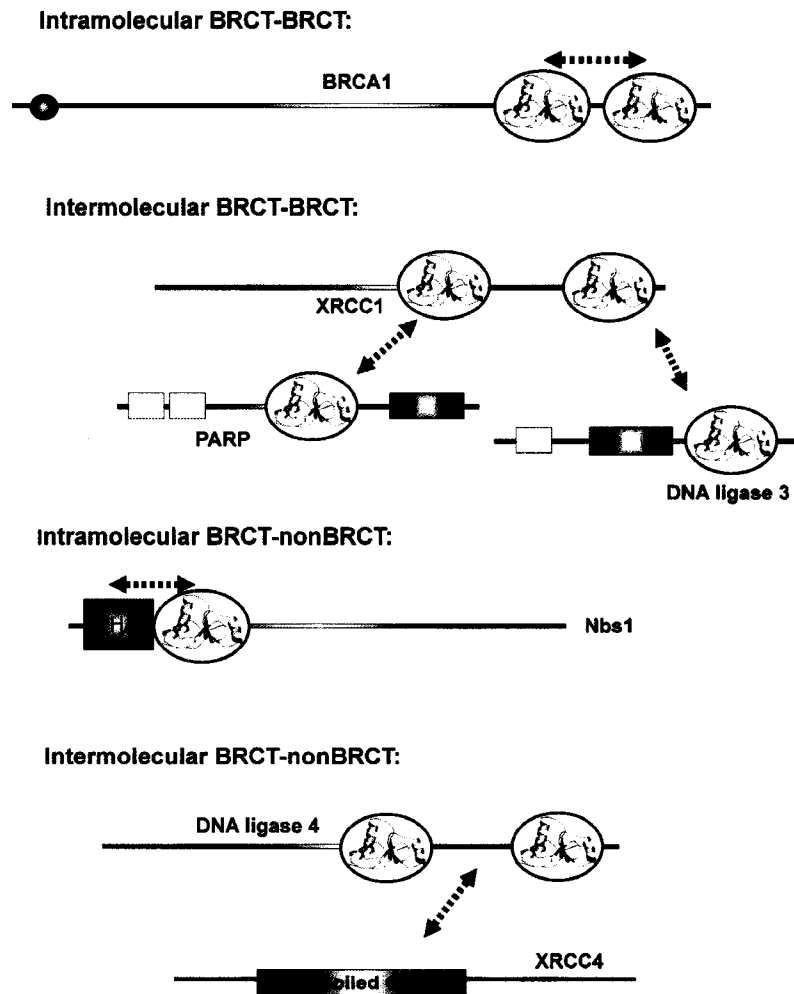 Intramolecular BRCT-BRCT:
BRCA1
Intermolecular BRCT-BRCT:
XRCC1
PARP
DNA ligase 3
Intramolecular BRCT-nonBRCT:
Nbs1
Intermolecular BRCT-nonBRCT:
DNA ligase 4
XRCC4